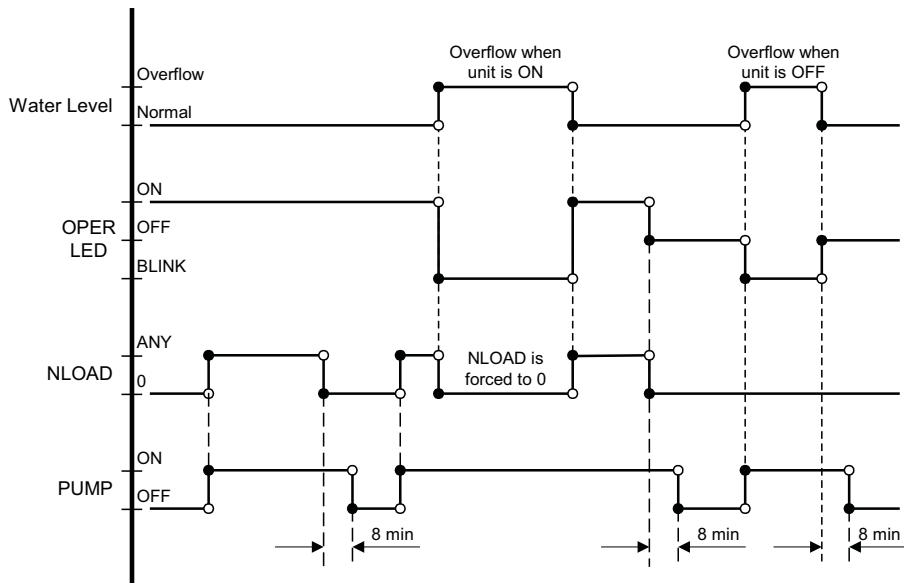 Overflow when
unit is ON
Overflow when
unit is OFF
Overflow
Water Level
Normal
ON
OPER
LED
OFF
BLINK
ANY
NLOAD
0
NLOAD is
forced to 0
ON
PUMP
OFF
8 min
8 min
8 min